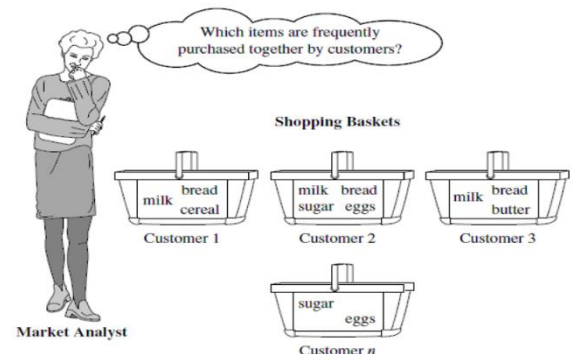 Which items are frequently
purchased together by customers?
Shopping Baskets
milk bread
cereal
Customer 1
milk bread
sugar eggs
Customer 2
milk bread
butter
Customer 3
sugar
eggs
Customer n
Market Analyst